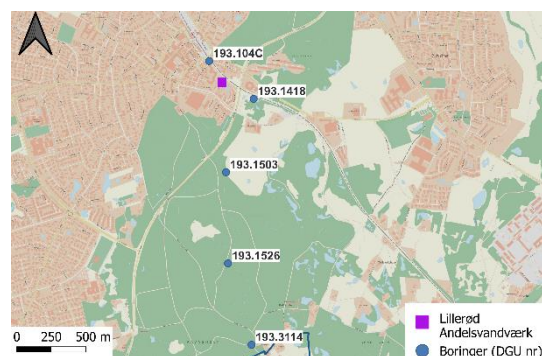 193.104C
193.1418
193.1503
193.1526
193.3114
0 250 500 m
Lillerød
Andelsvandværk
Boringer (DGU nr)